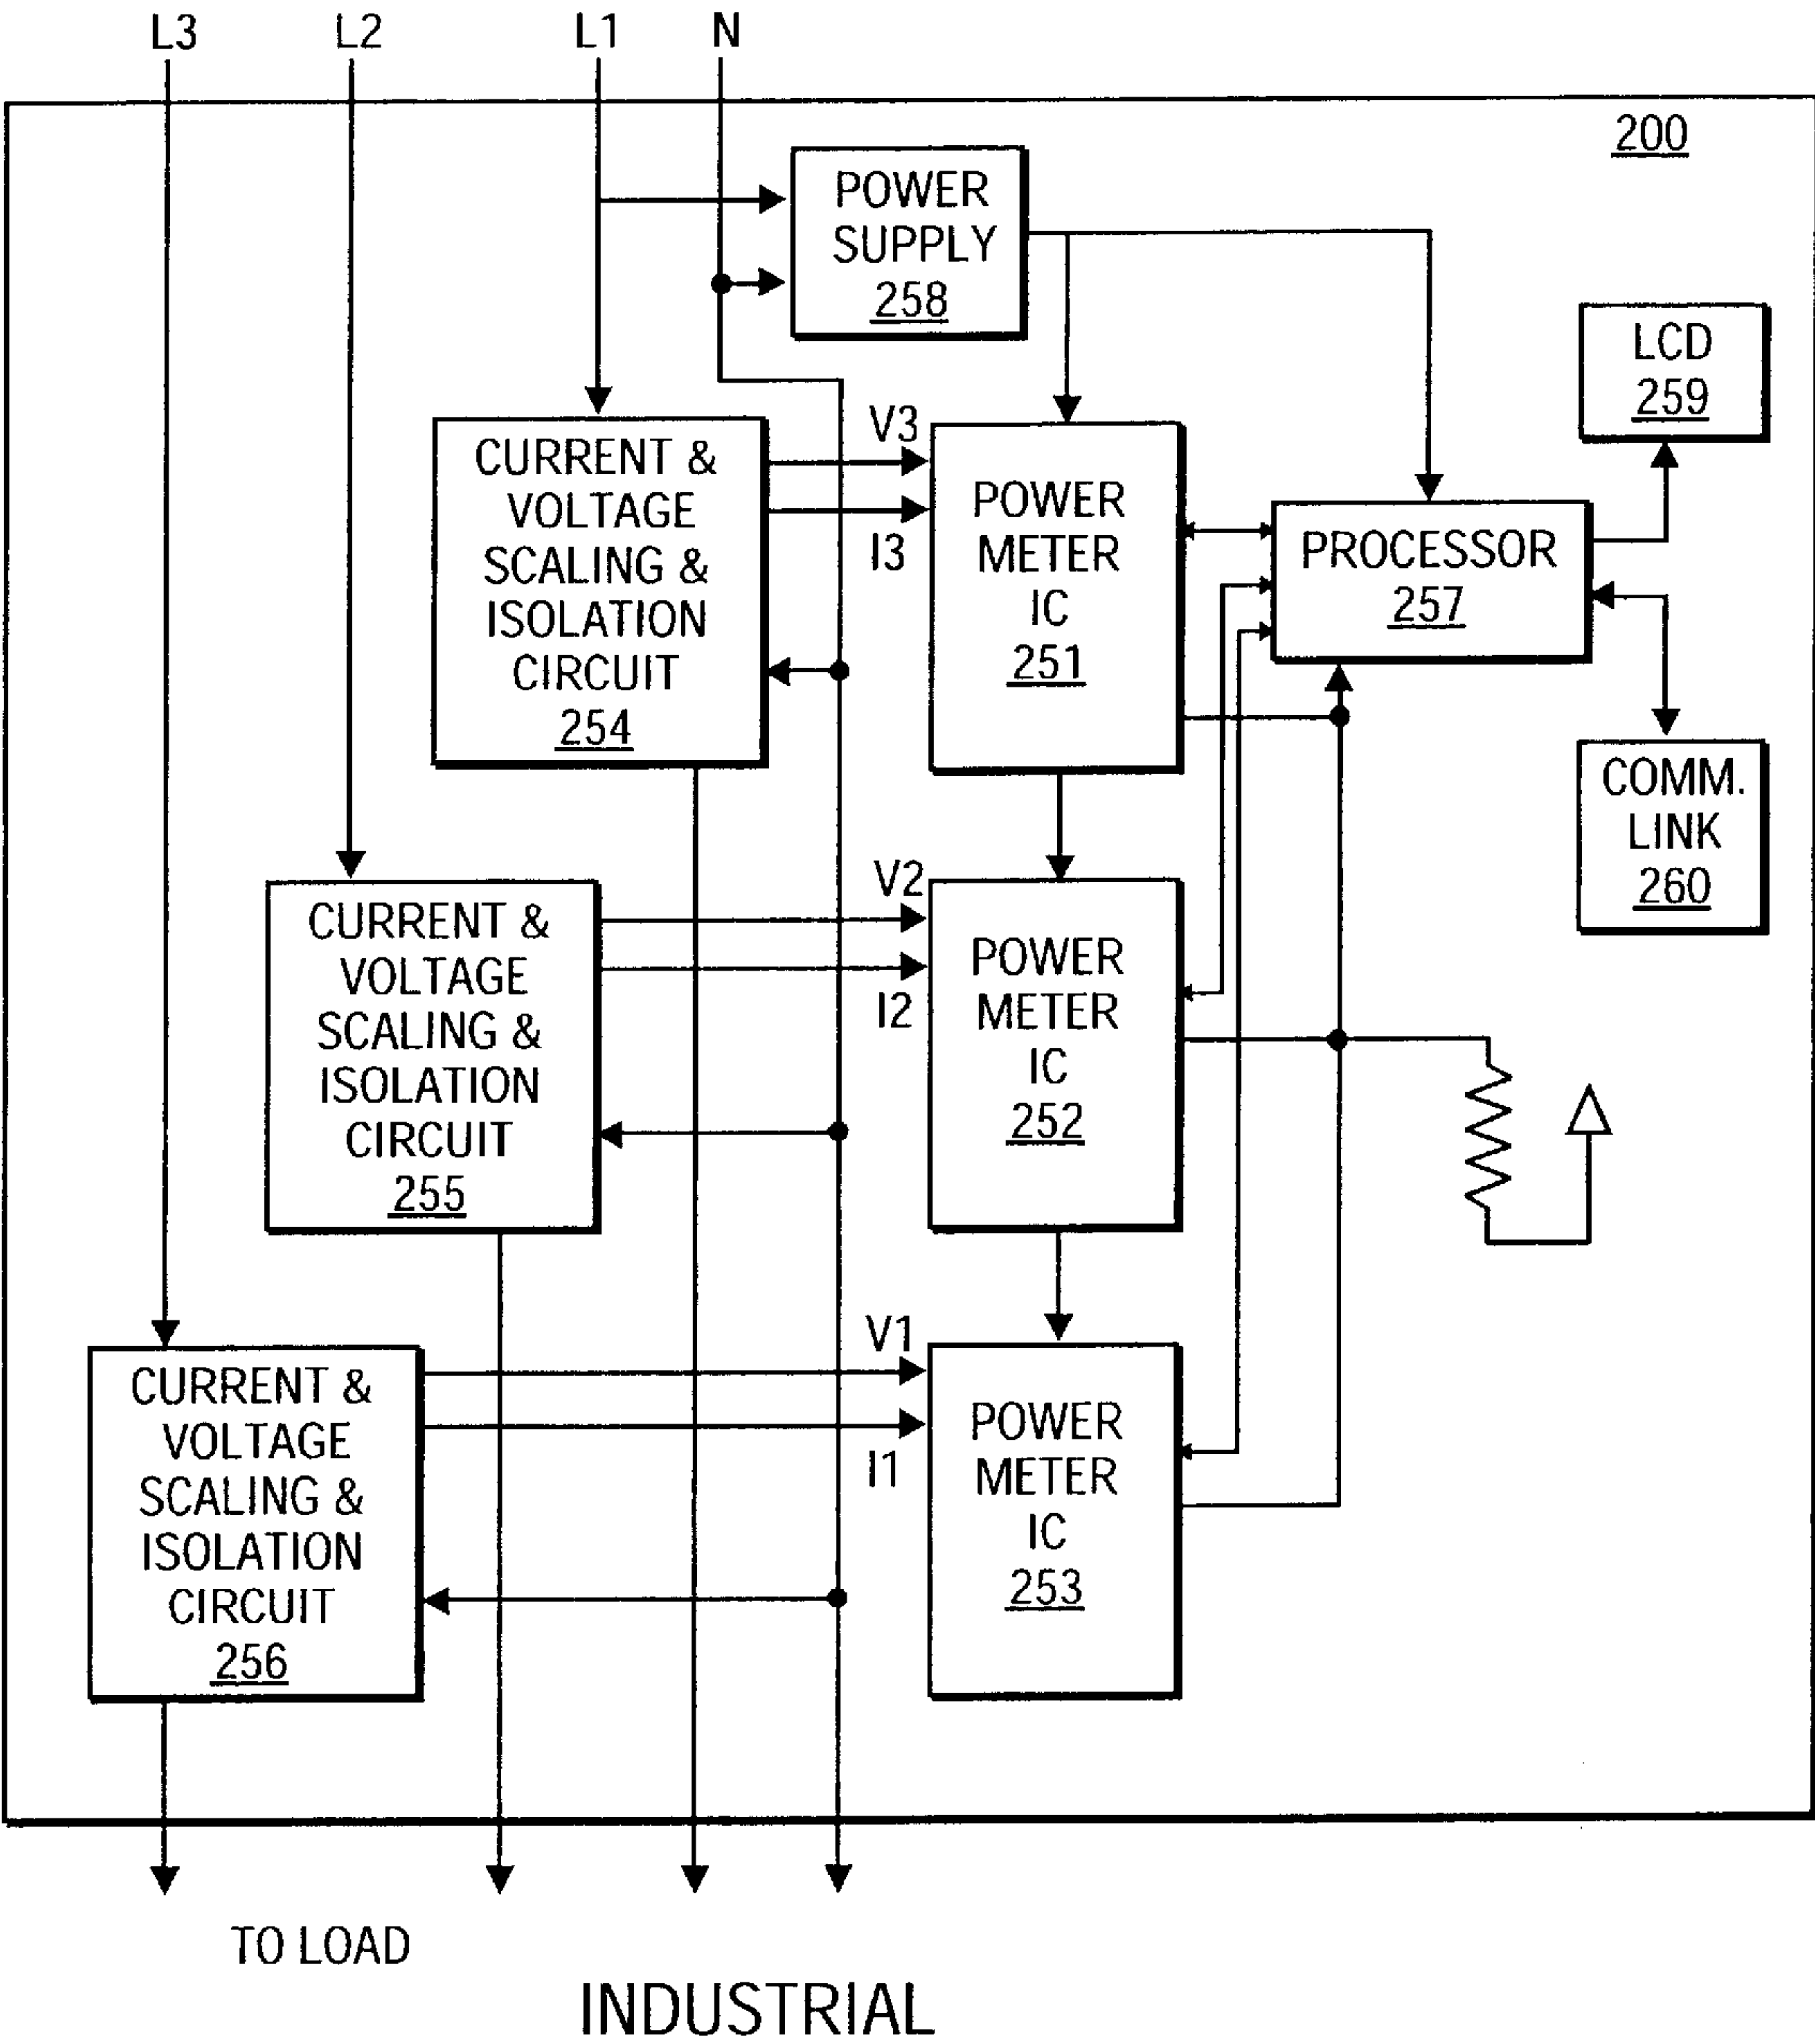 L3 L2 L1 N
200
POWER
SUPPLY
258
LCD
259
CURRENT &
VOLTAGE
SCALING &
ISOLATION
CIRCUIT
254
V3
I3
POWER
METER
IC
251
PROCESSOR
257
COMM.
LINK
260
CURRENT &
VOLTAGE
SCALING &
ISOLATION
CIRCUIT
255
V2
I2
POWER
METER
IC
252
CURRENT &
VOLTAGE
SCALING &
ISOLATION
CIRCUIT
256
V1
I1
POWER
METER
IC
253
TO LOAD
INDUSTRIAL